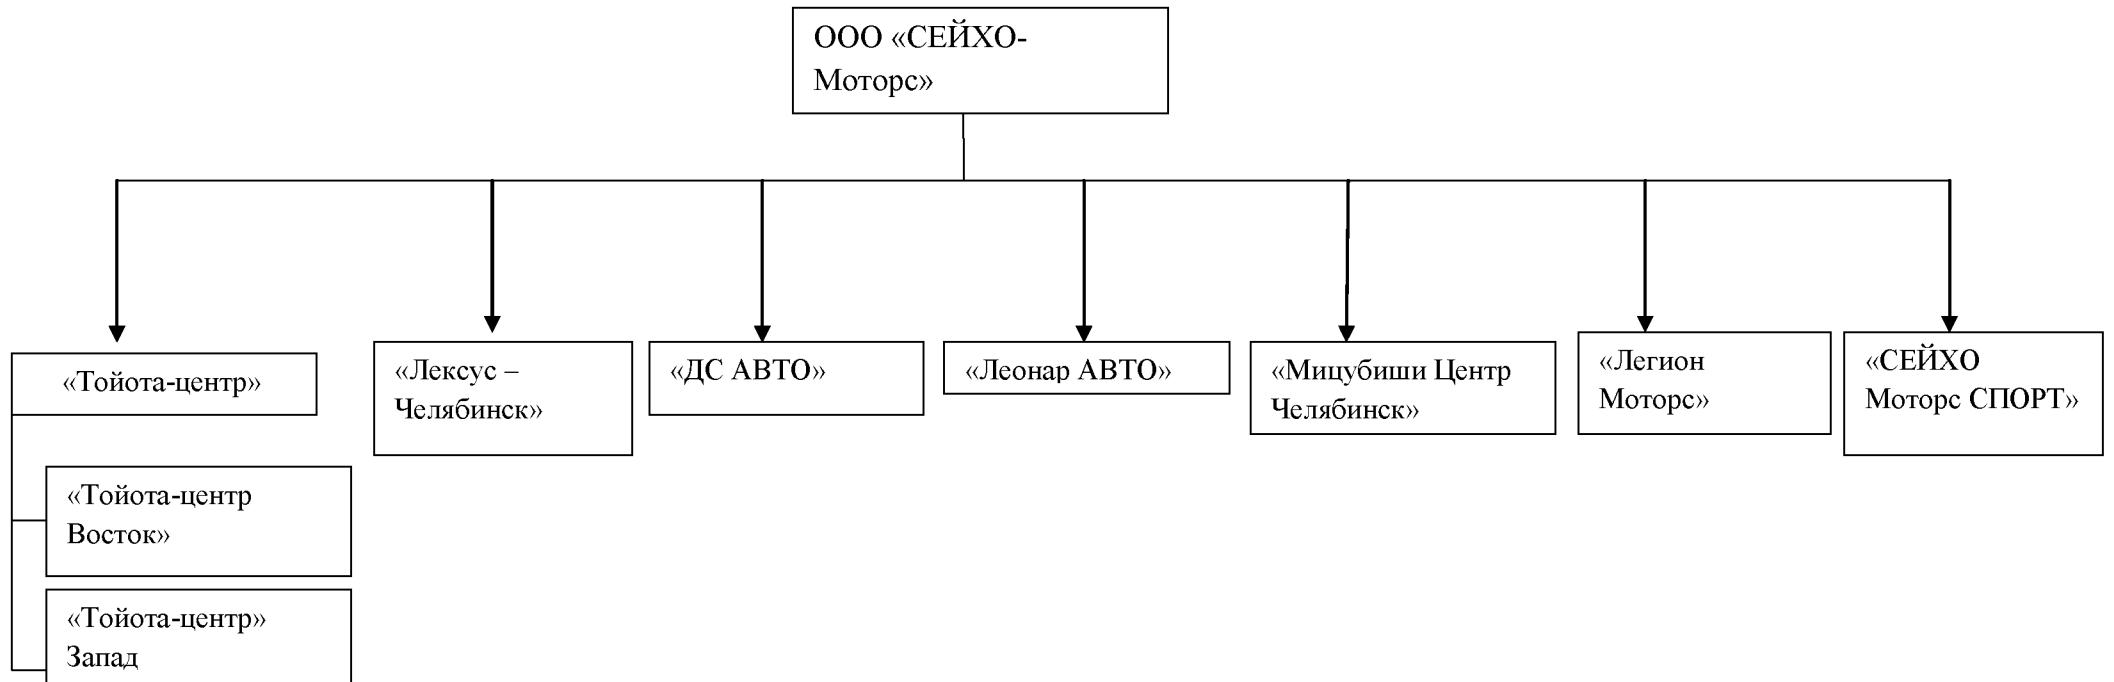 ООО «СЕЙХО-
Моторс»
«Тойота-центр»
«Лексус –
Челябинск»
«ДС АВТО»
«Леонар АВТО»
«Мицубиши Центр
Челябинск»
«Легион
Моторс»
«СЕЙХО
Моторс СПОРТ»
«Тойота-центр
Восток»
«Тойота-центр»
Запад